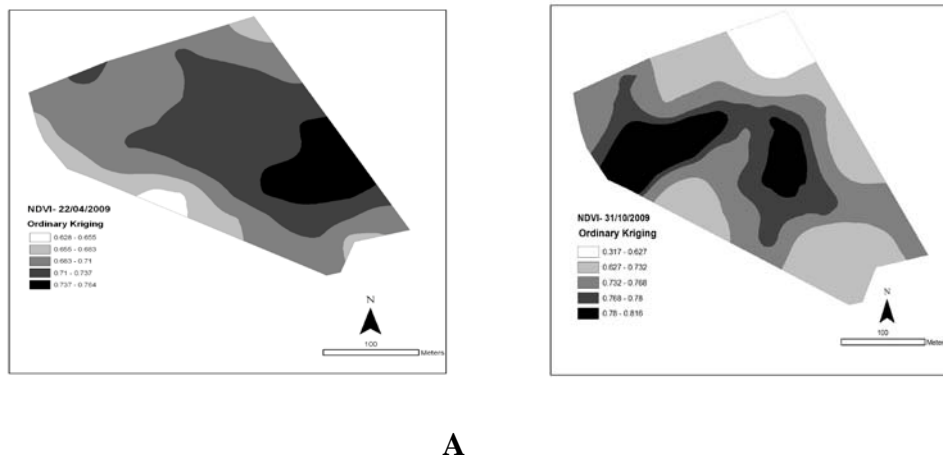 NDVI- 22/04/2009
Ordinary Kriging
0.628 - 0.655
0.655 - 0.683
0.683 - 0.71
0.71 - 0.737
0.737 - 0.764
N
100
Meters
NDVI- 31/10/2009
Ordinary Kriging
0.317 - 0.627
0.627 - 0.732
0.732 - 0.768
0.768 - 0.78
0.78 - 0.816
N
100
Meter
A